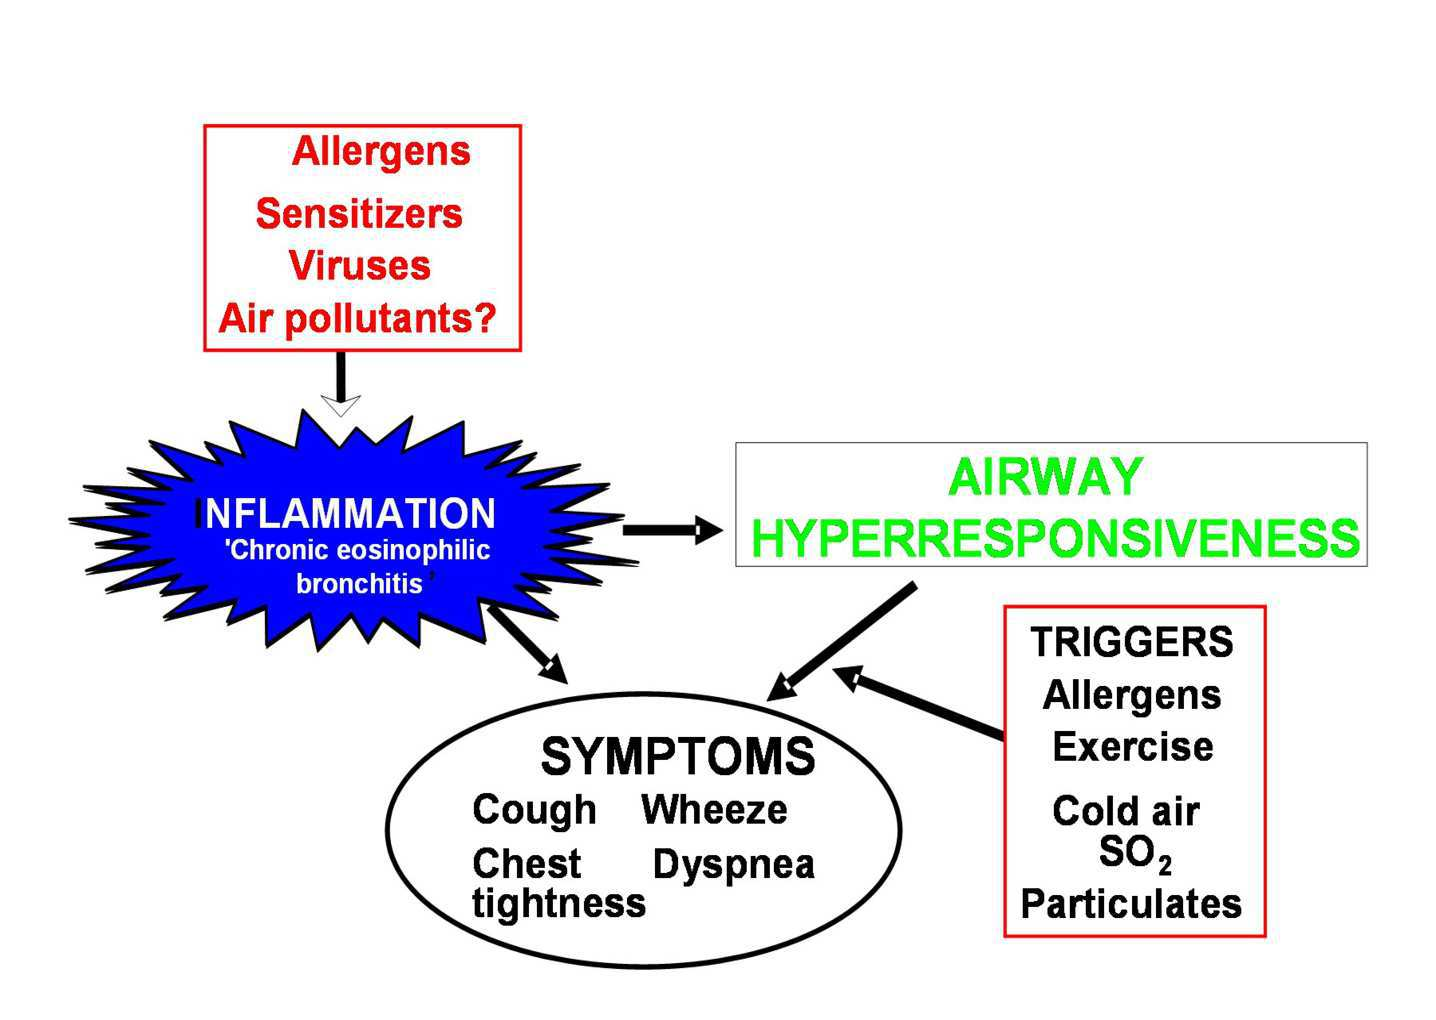 Allergens
Sensitizers
Viruses
Air pollutants?
INFLAMMATION
'Chronic eosinophilic
bronchitis'
AIRWAY
HYPERRESPONSIVENESS
TRIGGERS
Allergens
Exercise
Cold air
SO₂
Particulates
SYMPTOMS
Cough Wheeze
Chest Dyspnea
tightness